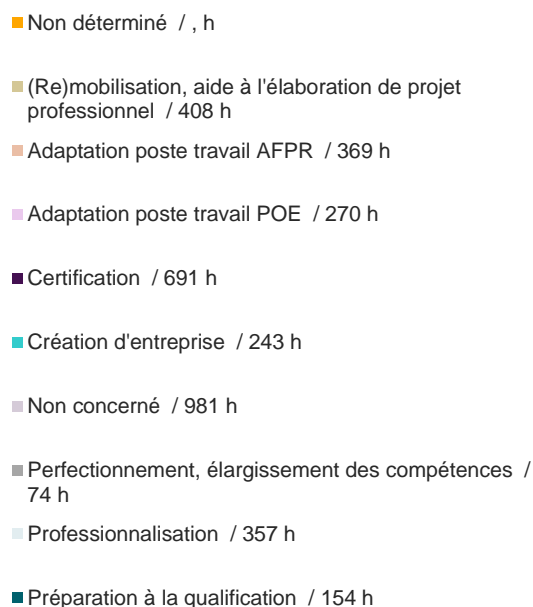 Non déterminé / , h
(Re)mobilisation, aide à l'élaboration de projet
professionnel / 408 h
Adaptation poste travail AFPR / 369 h
Adaptation poste travail POE / 270 h
Certification / 691 h
Création d'entreprise / 243 h
Non concerné / 981 h
Perfectionnement, élargissement des compétences /
74 h
Professionnalisation / 357 h
Préparation à la qualification / 154 h